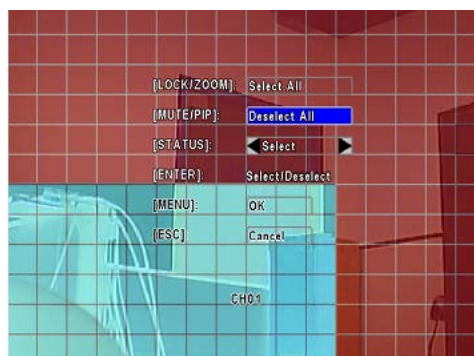 [LOCK/ZOOM]: Select All
[MUTE/PIP]: Deselect All
[STATUS]: Select
[ENTER]: Select/Deselect
[MENU]: OK
[ESC] Cancel
CH01